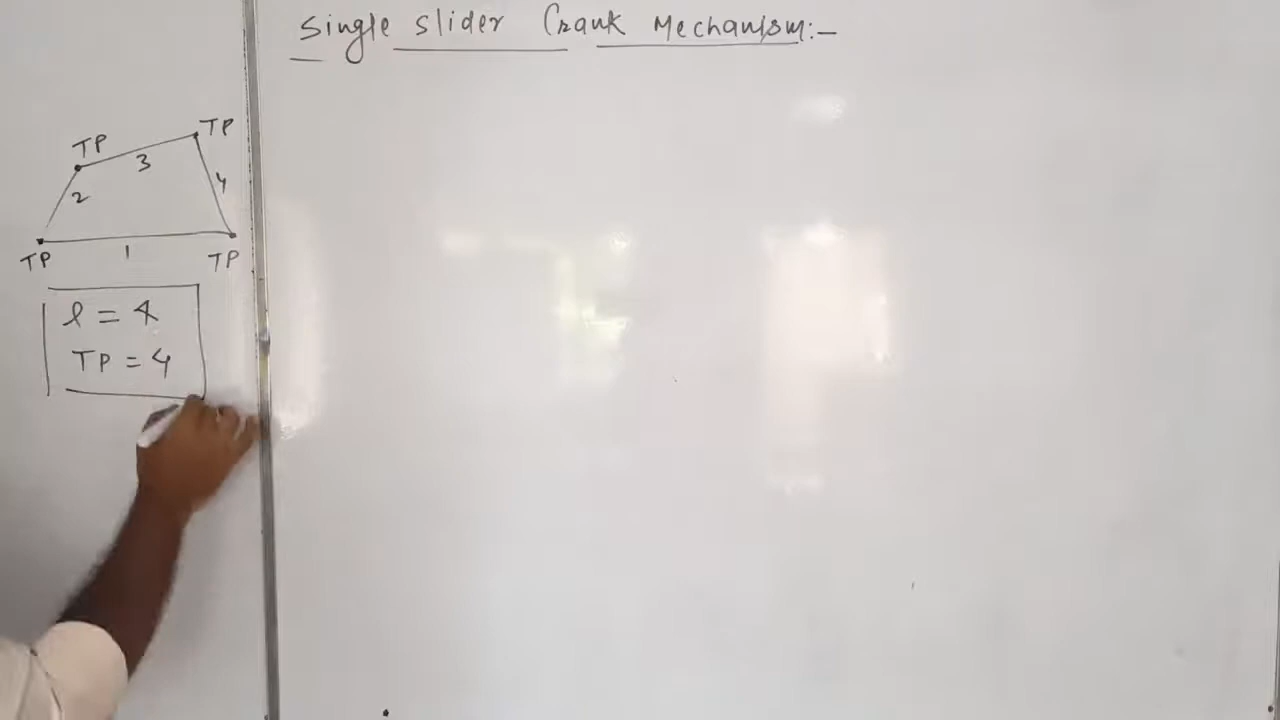 Single slider Crank Mechanism:-
TP
TP
3
2
4
TP
1
TP
l = 4
TP = 4